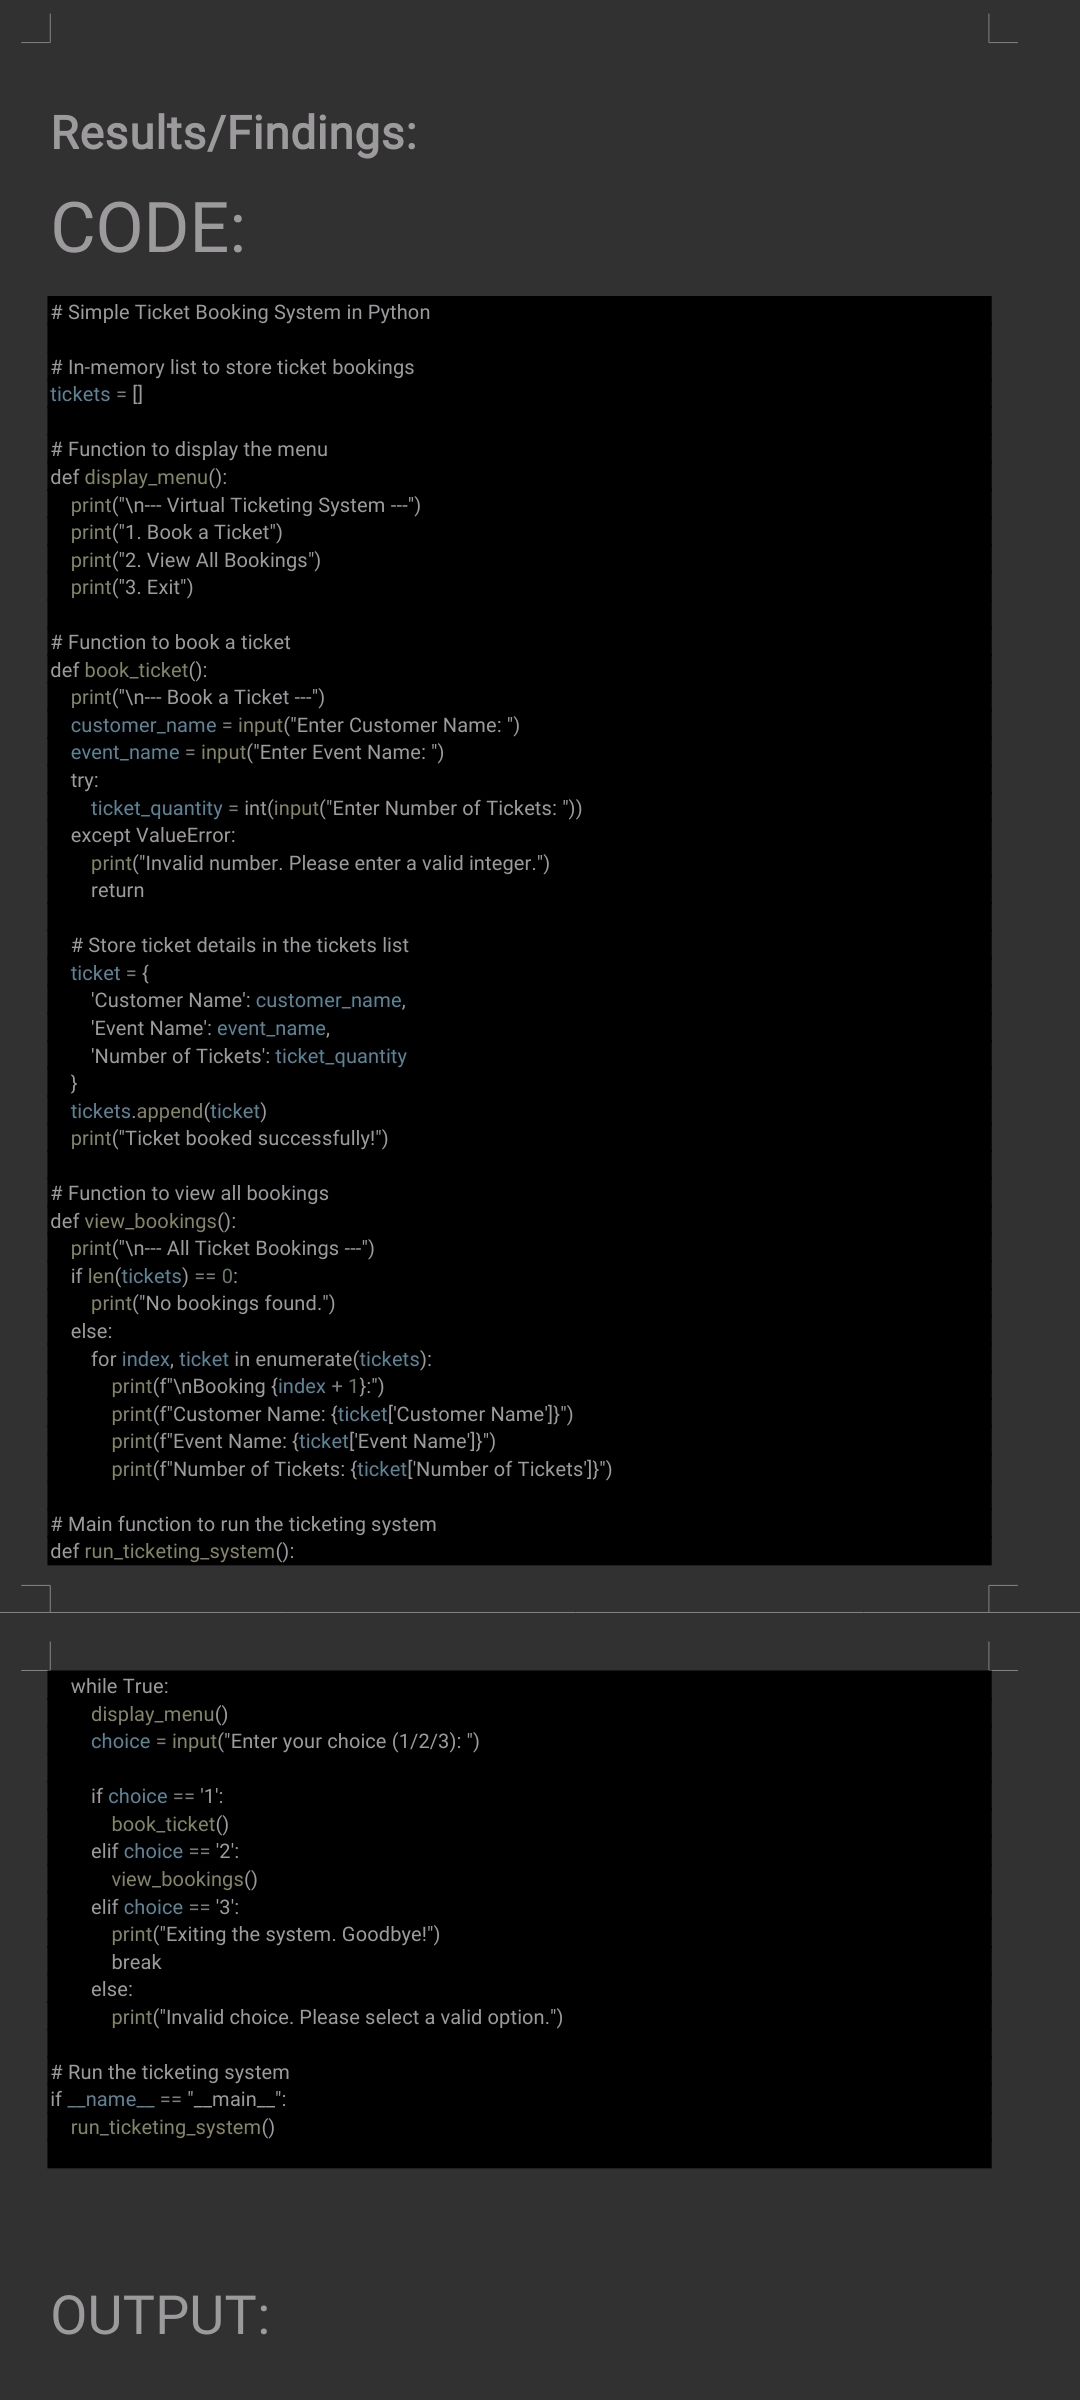 Results/Findings:
CODE:
# Simple Ticket Booking System in Python
# In-memory list to store ticket bookings
tickets = []
# Function to display the menu
def display_menu():
    print("\n--- Virtual Ticketing System ---")
    print("1. Book a Ticket")
    print("2. View All Bookings")
    print("3. Exit")
# Function to book a ticket
def book_ticket():
    print("\n--- Book a Ticket ---")
    customer_name = input("Enter Customer Name: ")
    event_name = input("Enter Event Name: ")
    try:
        ticket_quantity = int(input("Enter Number of Tickets: "))
    except ValueError:
        print("Invalid number. Please enter a valid integer.")
        return
    # Store ticket details in the tickets list
    ticket = {
        'Customer Name': customer_name,
        'Event Name': event_name,
        'Number of Tickets': ticket_quantity
    }
    tickets.append(ticket)
    print("Ticket booked successfully!")
# Function to view all bookings
def view_bookings():
    print("\n--- All Ticket Bookings ---")
    if len(tickets) == 0:
        print("No bookings found.")
    else:
        for index, ticket in enumerate(tickets):
            print(f"\nBooking {index + 1}:")
            print(f"Customer Name: {ticket['Customer Name']}")
            print(f"Event Name: {ticket['Event Name']}")
            print(f"Number of Tickets: {ticket['Number of Tickets']}")
# Main function to run the ticketing system
def run_ticketing_system():
    while True:
        display_menu()
        choice = input("Enter your choice (1/2/3): ")
        if choice == '1':
            book_ticket()
        elif choice == '2':
            view_bookings()
        elif choice == '3':
            print("Exiting the system. Goodbye!")
            break
        else:
            print("Invalid choice. Please select a valid option.")
# Run the ticketing system
if __name__ == "__main__":
    run_ticketing_system()
OUTPUT: